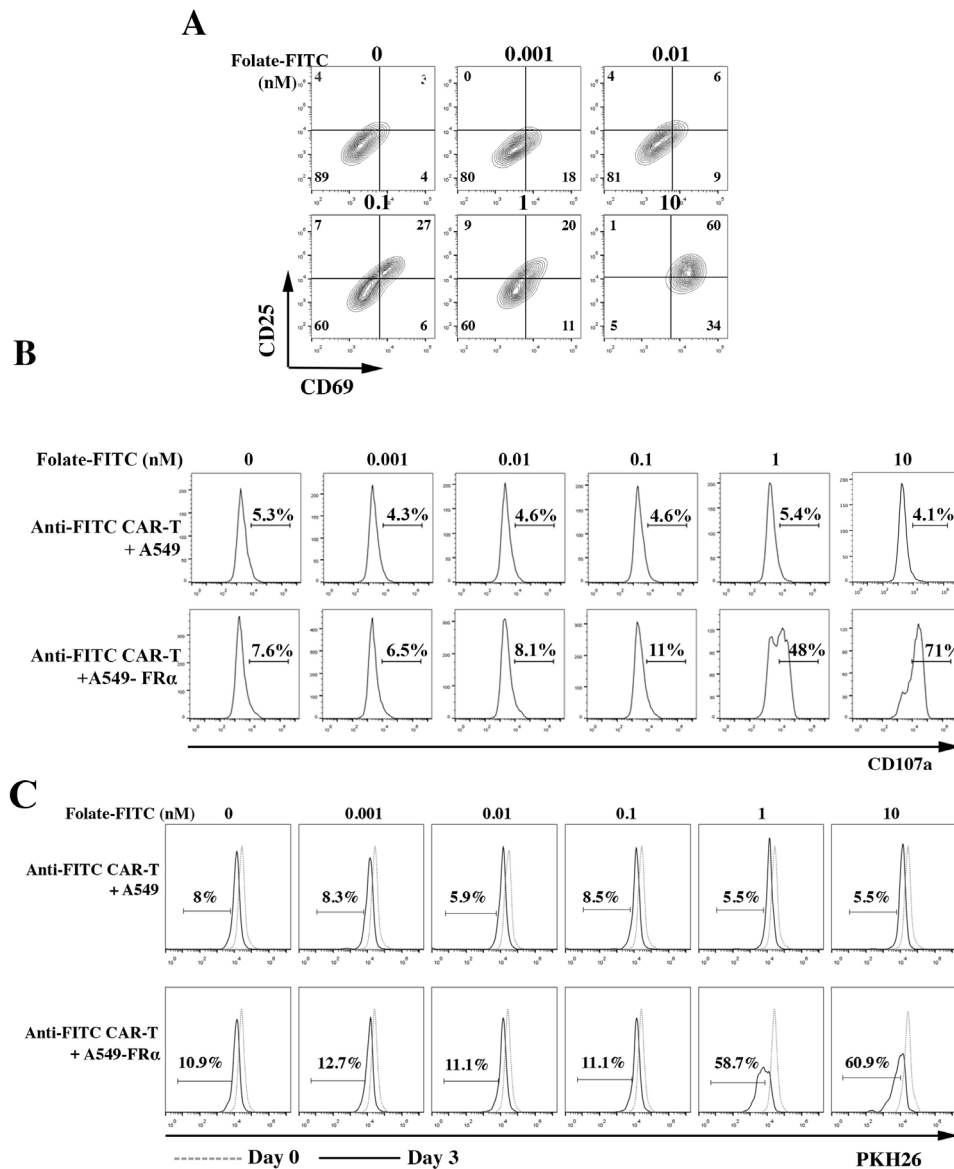 A
Folate-FITC
(nM)
0 0.001 0.01
4
89 4
0
80 18
4 6
81 9
0.1 1 10
7 27
60 6
9 20
60 11
1 60
5 34
CD25
CD69
B
Folate-FITC (nM) 0 0.001 0.01 0.1 1 10
Anti-FITC CAR-T
+ A549
5.3% 4.3% 4.6% 4.6% 5.4% 4.1%
Anti-FITC CAR-T
+A549- FRα
7.6% 6.5% 8.1% 11% 48% 71%
CD107a
C
Folate-FITC (nM) 0 0.001 0.01 0.1 1 10
Anti-FITC CAR-T
+ A549
8% 8.3% 5.9% 8.5% 5.5% 5.5%
Anti-FITC CAR-T
+ A549-FRα
10.9% 12.7% 11.1% 11.1% 58.7% 60.9%
Day 0 Day 3
PKH26